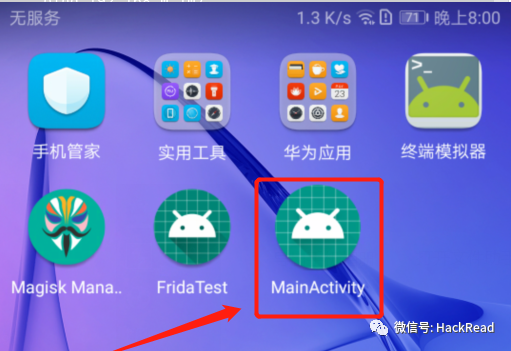 无服务
1.3 K/s 71 晚上8:00
>_
23
手机管家 实用工具 华为应用 终端模拟器
Magisk Mana.. FridaTest MainActivity
微信号: HackRead